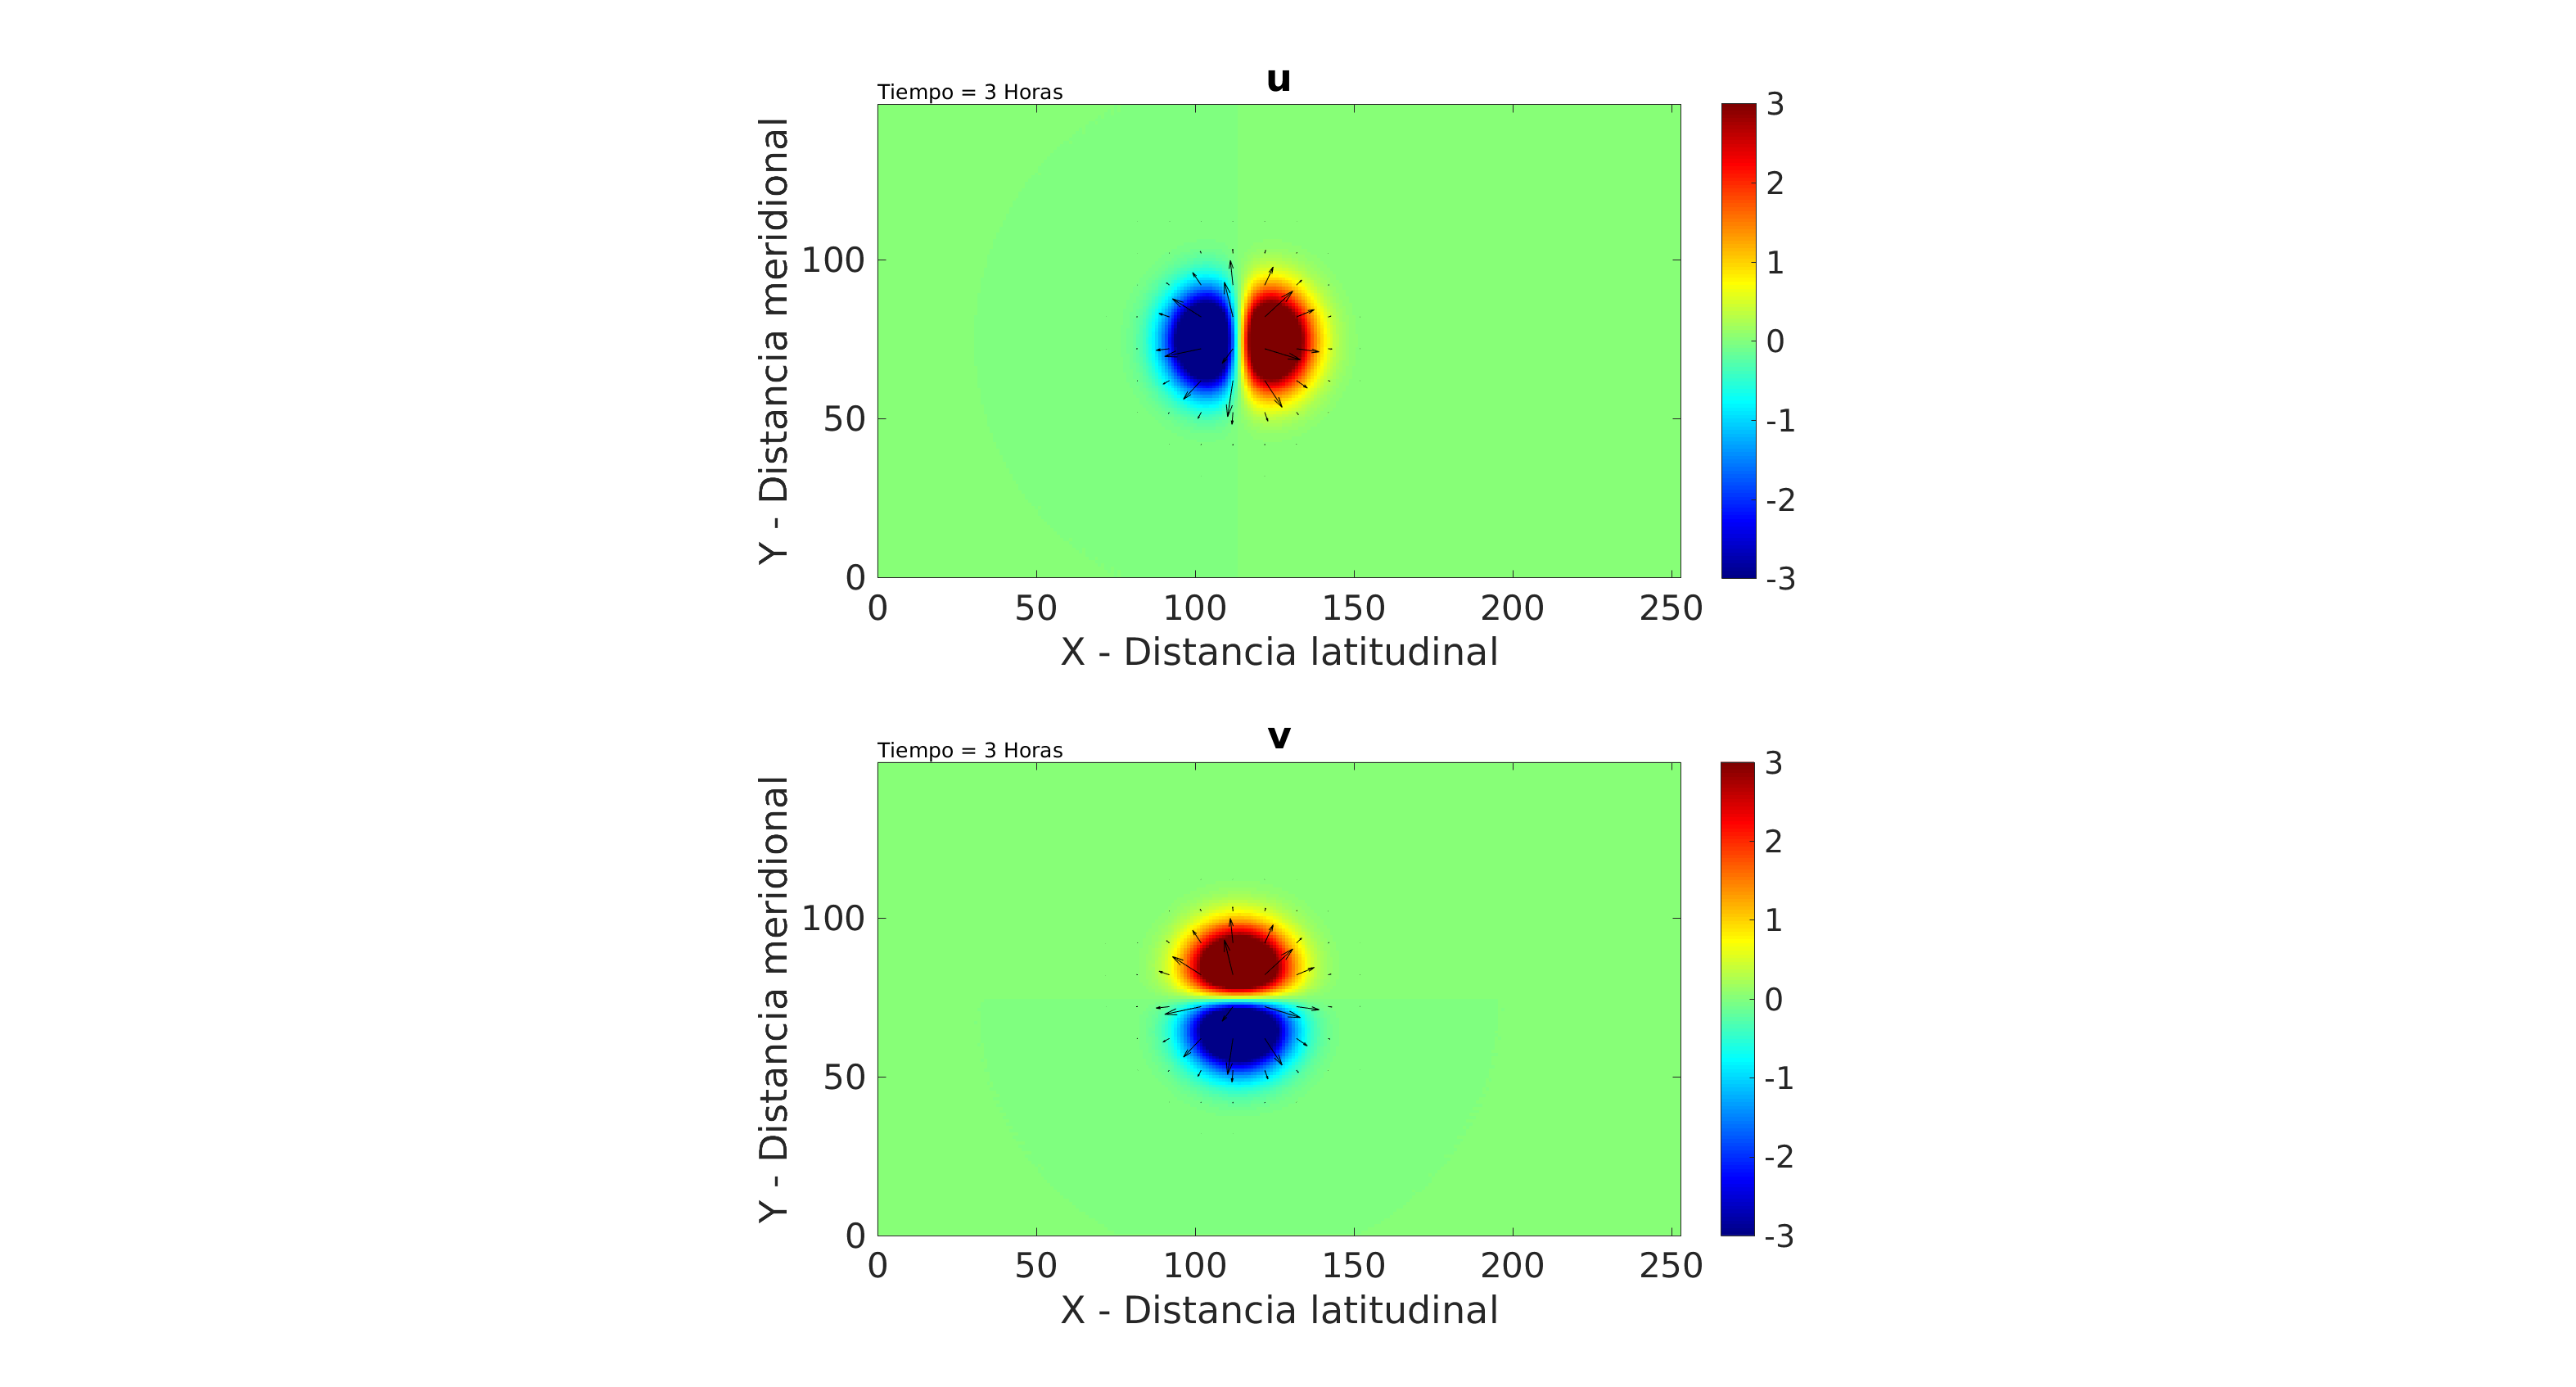 u
Tiempo = 3 Horas
Y - Distancia meridional
100
50
0
0 50 100 150 200 250
X - Distancia latitudinal
3
2
1
0
-1
-2
-3
v
Tiempo = 3 Horas
Y - Distancia meridional
100
50
0
0 50 100 150 200 250
X - Distancia latitudinal
3
2
1
0
-1
-2
-3